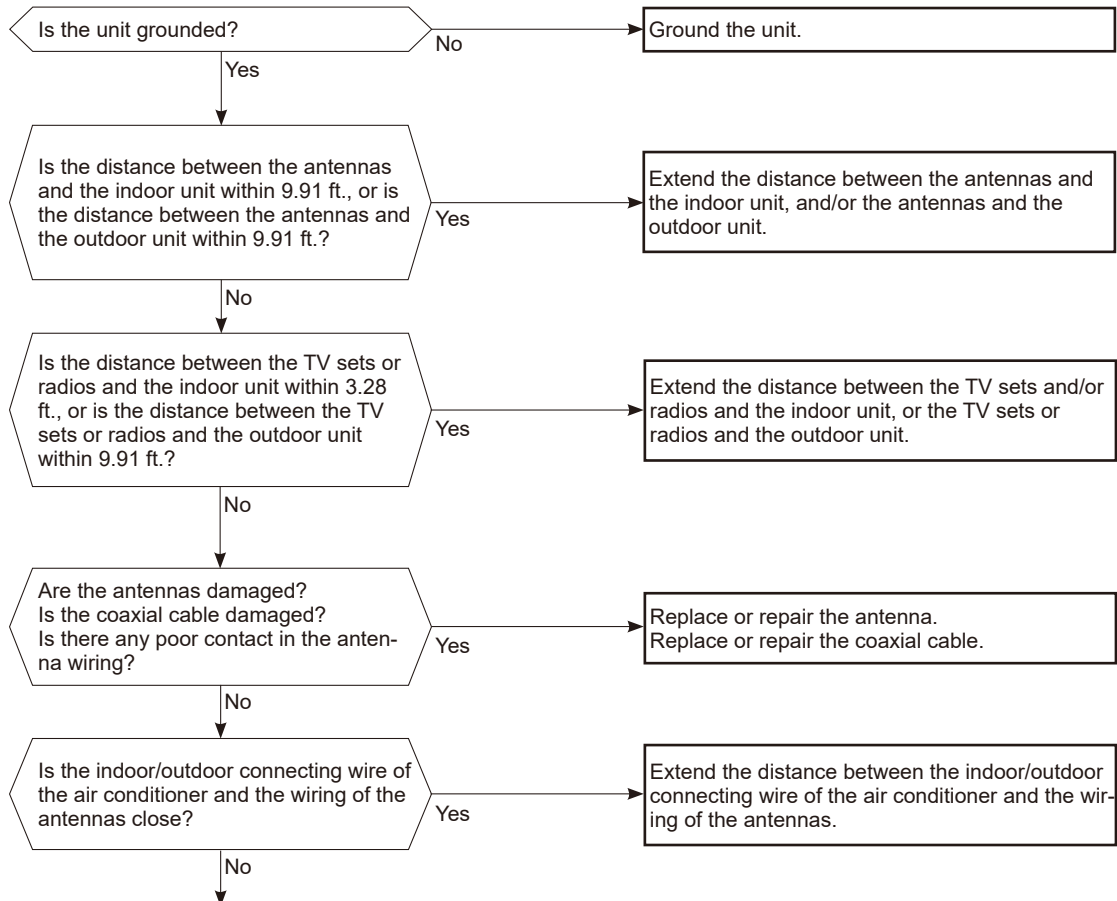 Is the unit grounded?
No
Ground the unit.
Yes
Is the distance between the antennas
and the indoor unit within 9.91 ft., or is
the distance between the antennas and
the outdoor unit within 9.91 ft.?
Yes
Extend the distance between the antennas and
the indoor unit, and/or the antennas and the
outdoor unit.
No
Is the distance between the TV sets or
radios and the indoor unit within 3.28
ft., or is the distance between the TV
sets or radios and the outdoor unit
within 9.91 ft.?
Yes
Extend the distance between the TV sets and/or
radios and the indoor unit, or the TV sets or
radios and the outdoor unit.
No
Are the antennas damaged?
Is the coaxial cable damaged?
Is there any poor contact in the anten-
na wiring?
Yes
Replace or repair the antenna.
Replace or repair the coaxial cable.
No
Is the indoor/outdoor connecting wire of
the air conditioner and the wiring of the
antennas close?
Yes
Extend the distance between the indoor/outdoor
connecting wire of the air conditioner and the wir-
ing of the antennas.
No